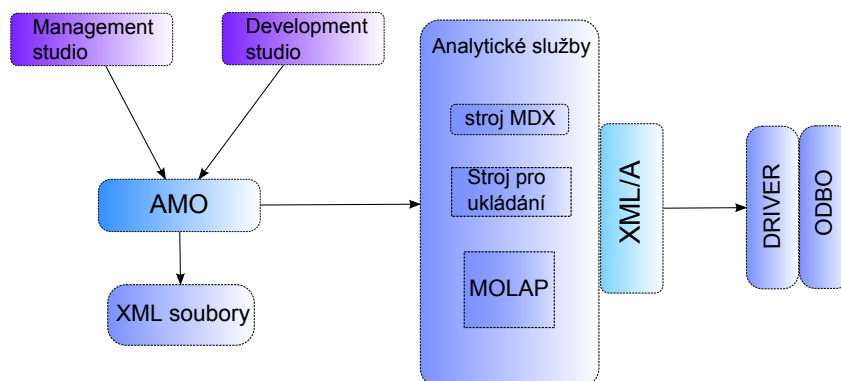 Management
studio
Development
studio
Analytické služby
stroj MDX
Stroj pro
ukládání
MOLAP
AMO
XML soubory
XML/A
DRIVER
ODBO